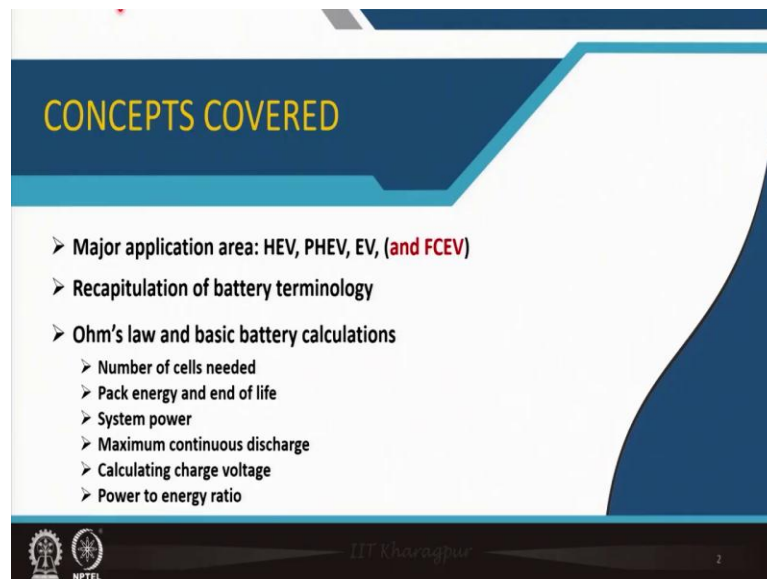 CONCEPTS COVERED
➤ Major application area: HEV, PHEV, EV, (and FCEV)
➤ Recapitulation of battery terminology
➤ Ohm's law and basic battery calculations
➤ Number of cells needed
➤ Pack energy and end of life
➤ System power
➤ Maximum continuous discharge
➤ Calculating charge voltage
➤ Power to energy ratio
IIT Kharagpur
2
NPTEL